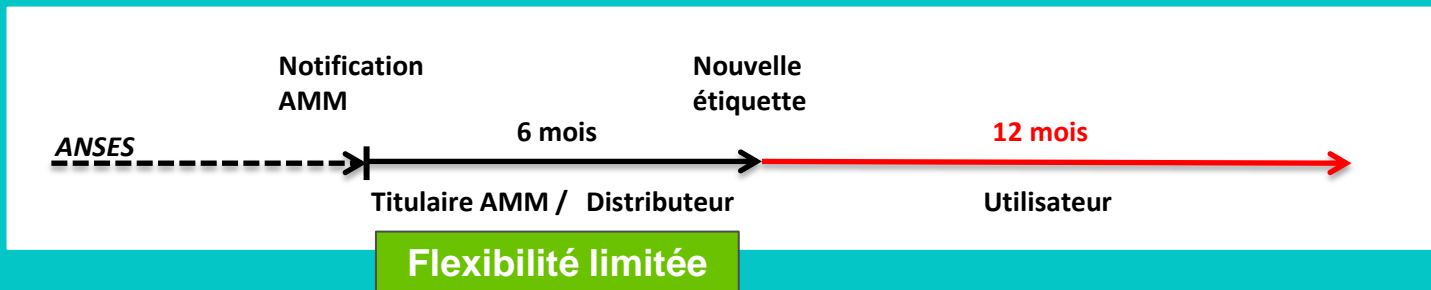 Notification
AMM
Nouvelle
étiquette
ANSES
6 mois
12 mois
Titulaire AMM / Distributeur
Utilisateur
Flexibilité limitée